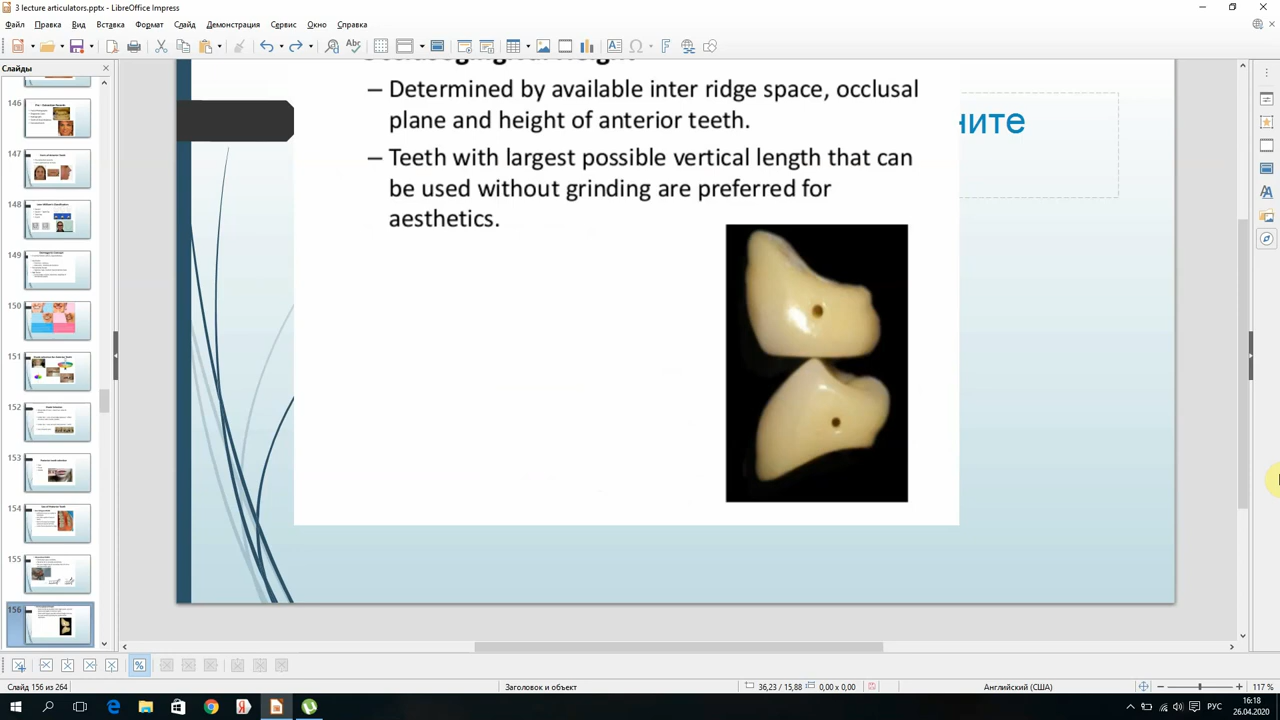 3 lecture articulators.pptx - LibreOffice Impress
Файл Правка Вид Вставка Формат Слайд Демонстрация Сервис Окно Справка
Слайды
– Determined by available inter ridge space, occlusal
plane and height of anterior teeth.
– Teeth with largest possible vertical length that can
be used without grinding are preferred for
aesthetics.
ните
146
147
148
149
150
151
152
153
154
155
156
Слайд 156 из 264
Заголовок и объект
36,23 / 15,88
0,00 x 0,00
Английский (США)
117 %
РУС
16:18
26.04.2020